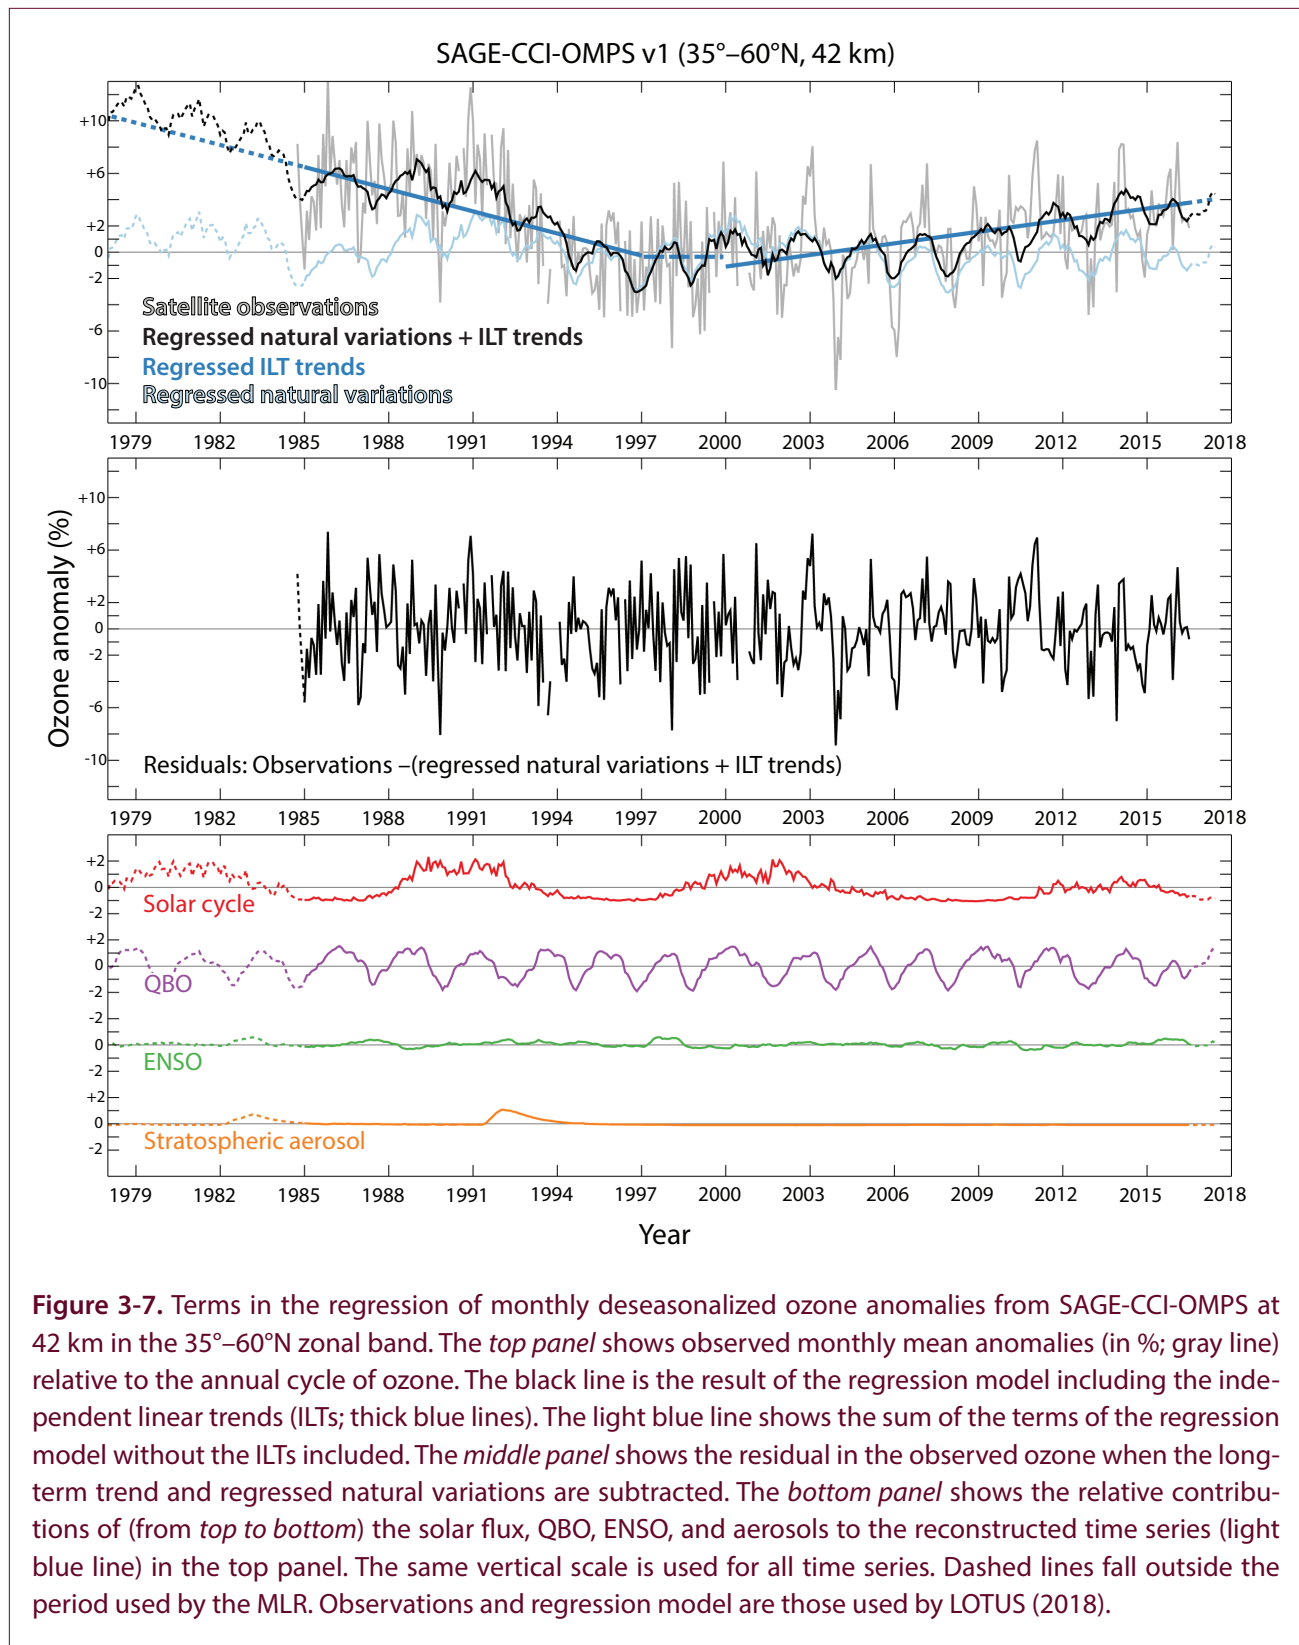 SAGE-CCI-OMPS v1 (35°–60°N, 42 km)
+10
+6
+2
0
-2
-6
-10
Satellite observations
Regressed natural variations + ILT trends
Regressed ILT trends
Regressed natural variations
1979 1982 1985 1988 1991 1994 1997 2000 2003 2006 2009 2012 2015 2018
Ozone anomaly (%)
+10
+6
+2
0
-2
-6
-10
Residuals: Observations –(regressed natural variations + ILT trends)
1979 1982 1985 1988 1991 1994 1997 2000 2003 2006 2009 2012 2015 2018
+2
0
-2
Solar cycle
+2
0
-2
QBO
-2
0
-2
ENSO
+2
0
-2
Stratospheric aerosol
1979 1982 1985 1988 1991 1994 1997 2000 2003 2006 2009 2012 2015 2018
Year
Figure 3-7. Terms in the regression of monthly deseasonalized ozone anomalies from SAGE-CCI-OMPS at
42 km in the 35°–60°N zonal band. The top panel shows observed monthly mean anomalies (in %; gray line)
relative to the annual cycle of ozone. The black line is the result of the regression model including the inde-
pendent linear trends (ILTs; thick blue lines). The light blue line shows the sum of the terms of the regression
model without the ILTs included. The middle panel shows the residual in the observed ozone when the long-
term trend and regressed natural variations are subtracted. The bottom panel shows the relative contribu-
tions of (from top to bottom) the solar flux, QBO, ENSO, and aerosols to the reconstructed time series (light
blue line) in the top panel. The same vertical scale is used for all time series. Dashed lines fall outside the
period used by the MLR. Observations and regression model are those used by LOTUS (2018).